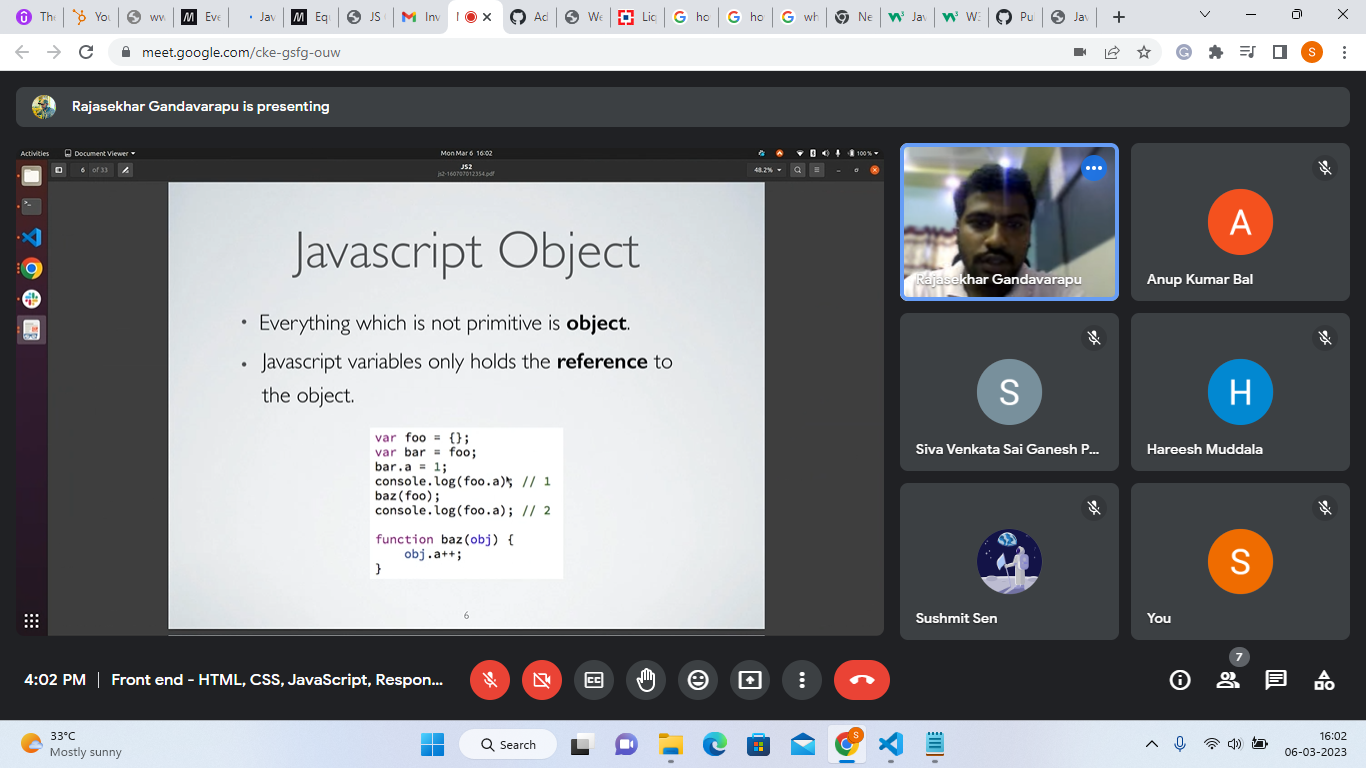 The
You
ww
Eve
Jav
Equ
JS (
Inv
Ad
We
Liq
ho
ho
wh
Ne
Jav
W3
Pu
Jav
meet.google.com/cke-gsfg-ouw
S
Rajasekhar Gandavarapu is presenting
Activities
Document Viewer
Mon Mar 6 16:02
100 %
6 of 33
JS2
js2-160707012354.pdf
48.2%
Javascript Object
• Everything which is not primitive is object.
• Javascript variables only holds the reference to
the object.
var foo = {};
var bar = foo;
bar.a = 1;
console.log(foo.a); // 1
baz(foo);
console.log(foo.a); // 2
function baz(obj) {
obj.a++;
}
6
Rajasekhar Gandavarapu
A
Anup Kumar Bal
S
Siva Venkata Sai Ganesh P...
H
Hareesh Muddala
Sushmit Sen
S
You
4:02 PM | Front end - HTML, CSS, JavaScript, Respon...
7
33°C
Mostly sunny
Search
S
16:02
06-03-2023